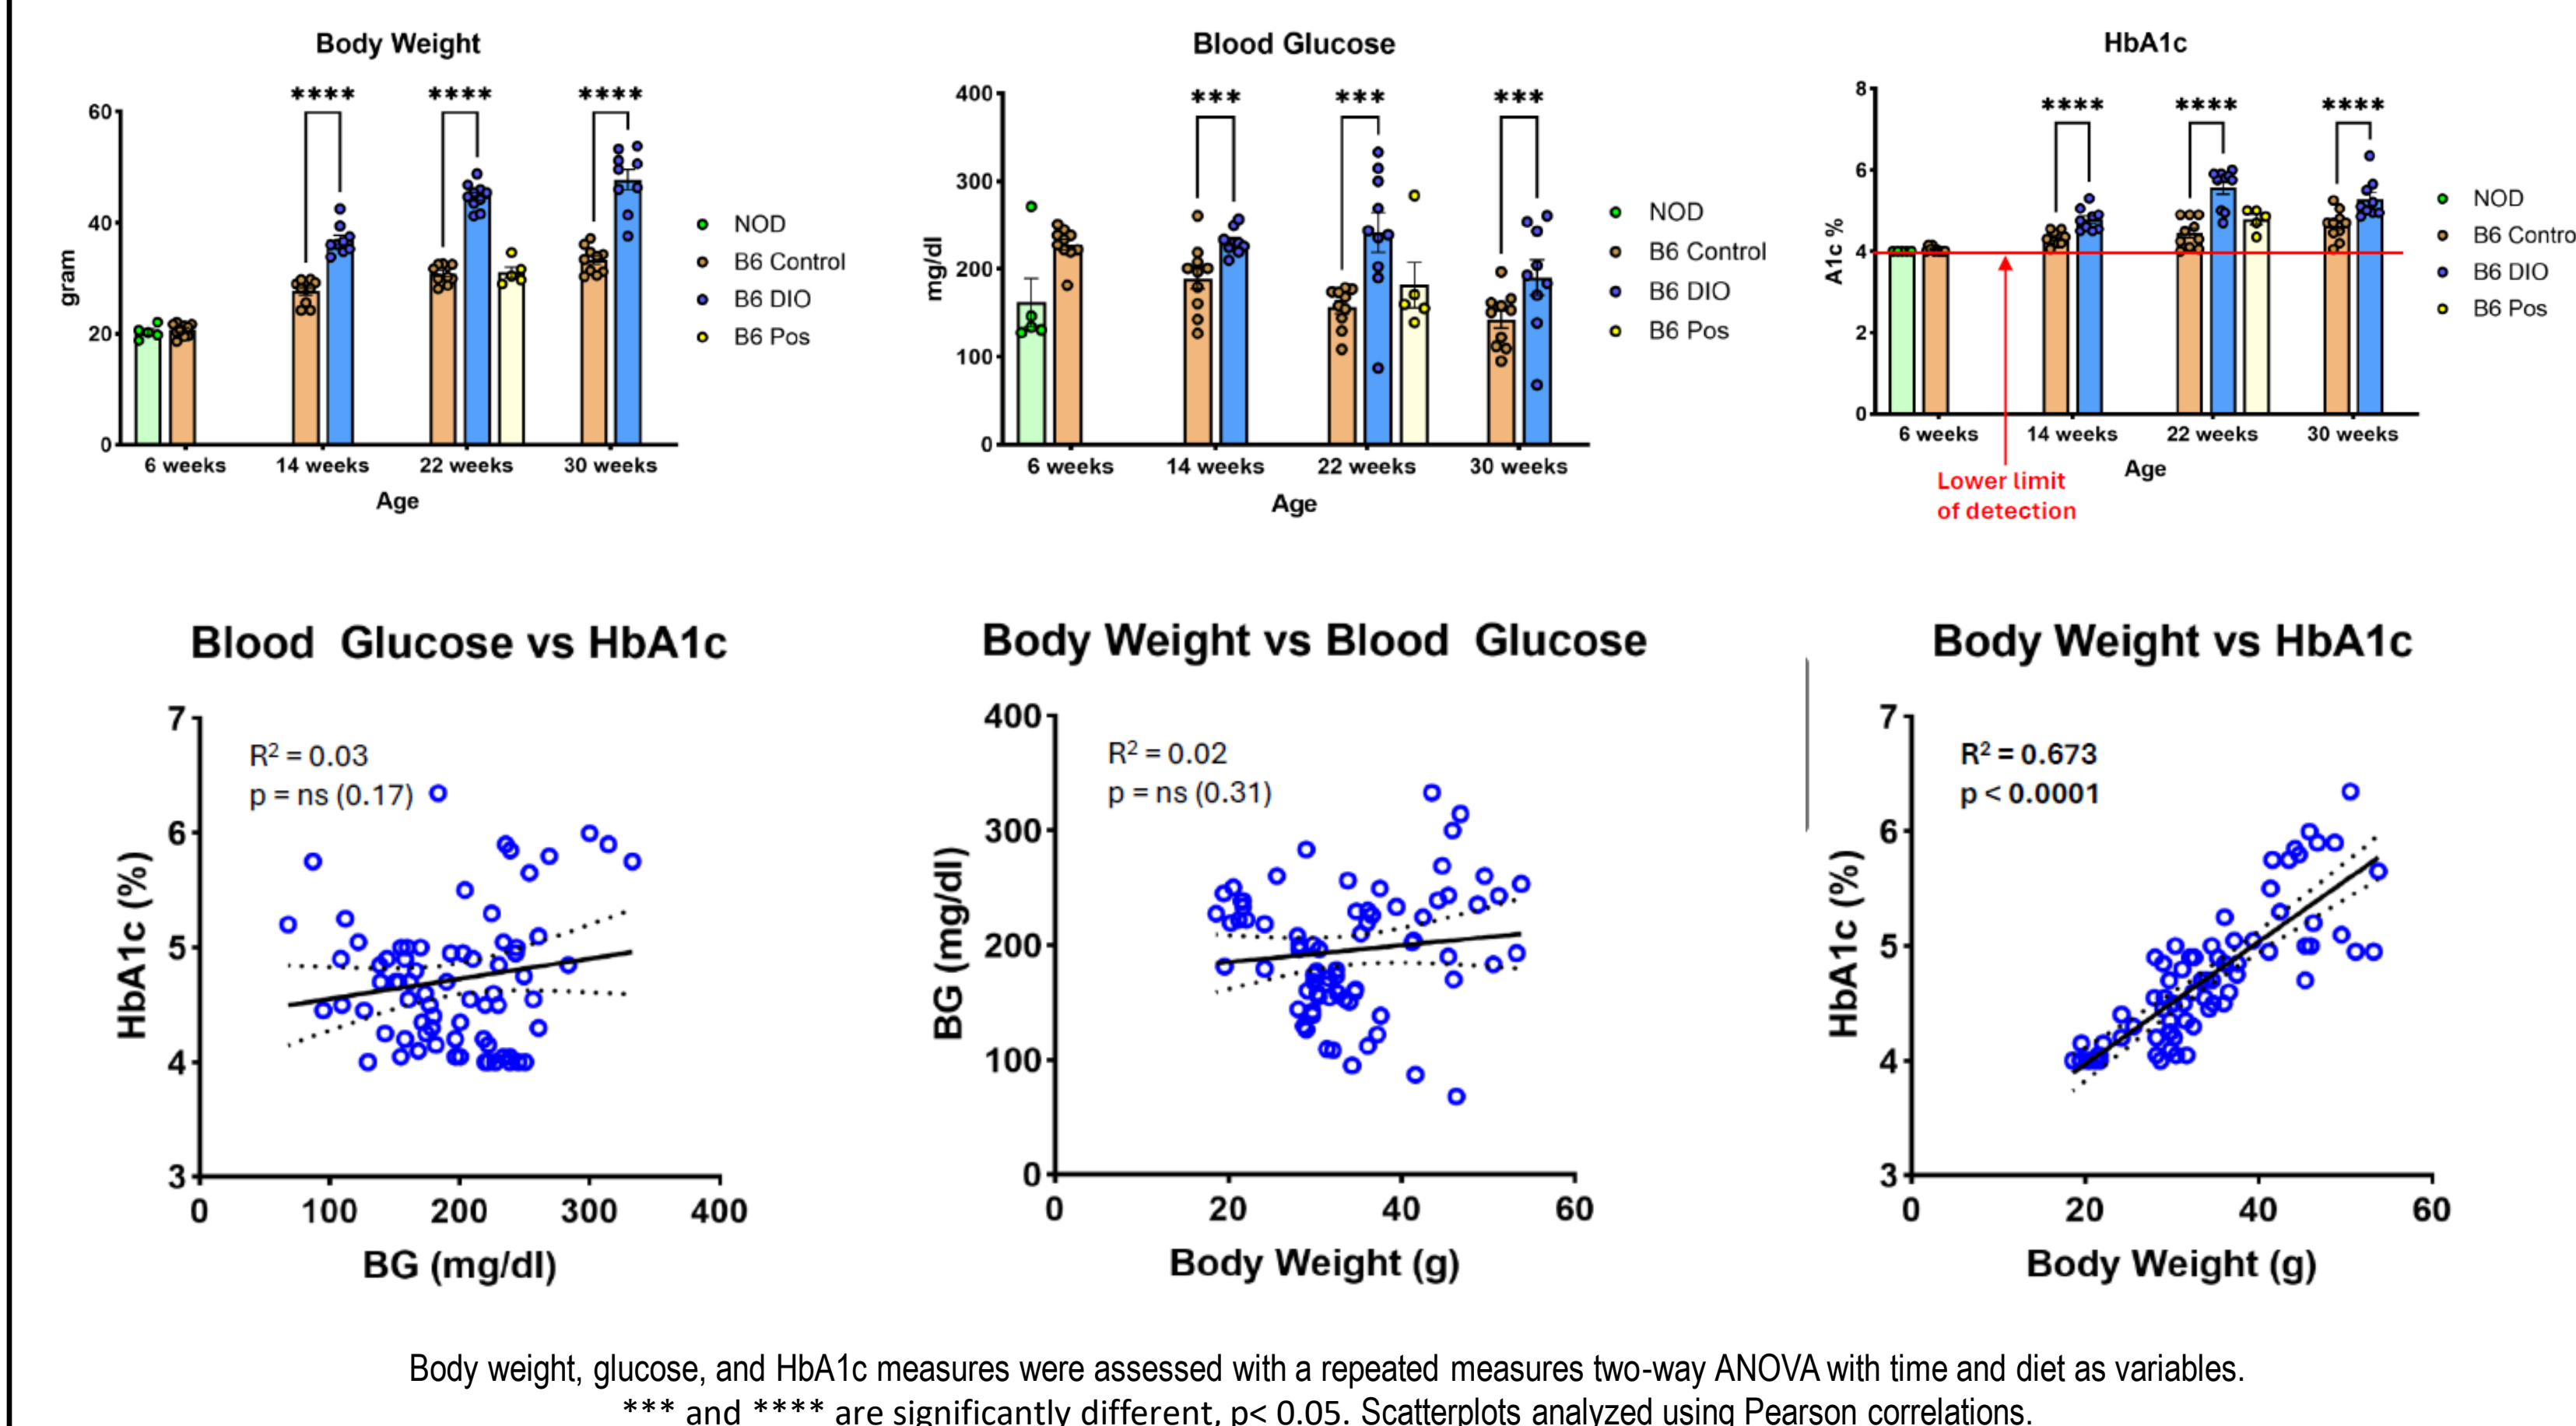 Body Weight
****
****
****
60
40
20
0
gram
6 weeks
14 weeks
22 weeks
30 weeks
Age
NOD
B6 Control
B6 DIO
B6 Pos
Blood Glucose
***
***
***
400
300
200
100
0
mg/dl
6 weeks
14 weeks
22 weeks
30 weeks
Age
NOD
B6 Control
B6 DIO
B6 Pos
HbA1c
****
****
****
8
6
4
2
0
A1c %
6 weeks
14 weeks
22 weeks
30 weeks
Age
Lower limit
of detection
NOD
B6 Contro
B6 DIO
B6 Pos
Blood Glucose vs HbA1c
R² = 0.03
p = ns (0.17)
7
6
5
4
3
HbA1c (%)
0
100
200
300
400
BG (mg/dl)
Body Weight vs Blood Glucose
R² = 0.02
p = ns (0.31)
400
300
200
100
0
BG (mg/dl)
0
20
40
60
Body Weight (g)
Body Weight vs HbA1c
R² = 0.673
p < 0.0001
7
6
5
4
3
HbA1c (%)
0
20
40
60
Body Weight (g)
Body weight, glucose, and HbA1c measures were assessed with a repeated measures two-way ANOVA with time and diet as variables.
*** and **** are significantly different, p< 0.05. Scatterplots analyzed using Pearson correlations.